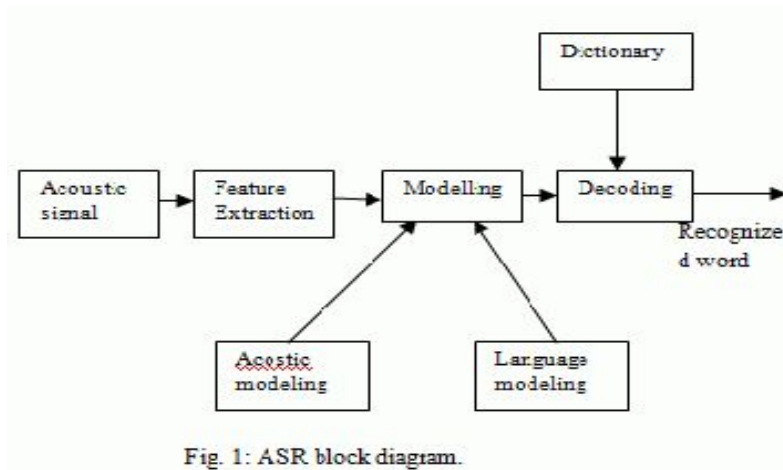 Dictionary
Acoustic
signal
Feature
Extraction
Modelling
Decoding
Recognize
d word
Acostic
modeling
Language
modeling
Fig. 1: ASR block diagram.